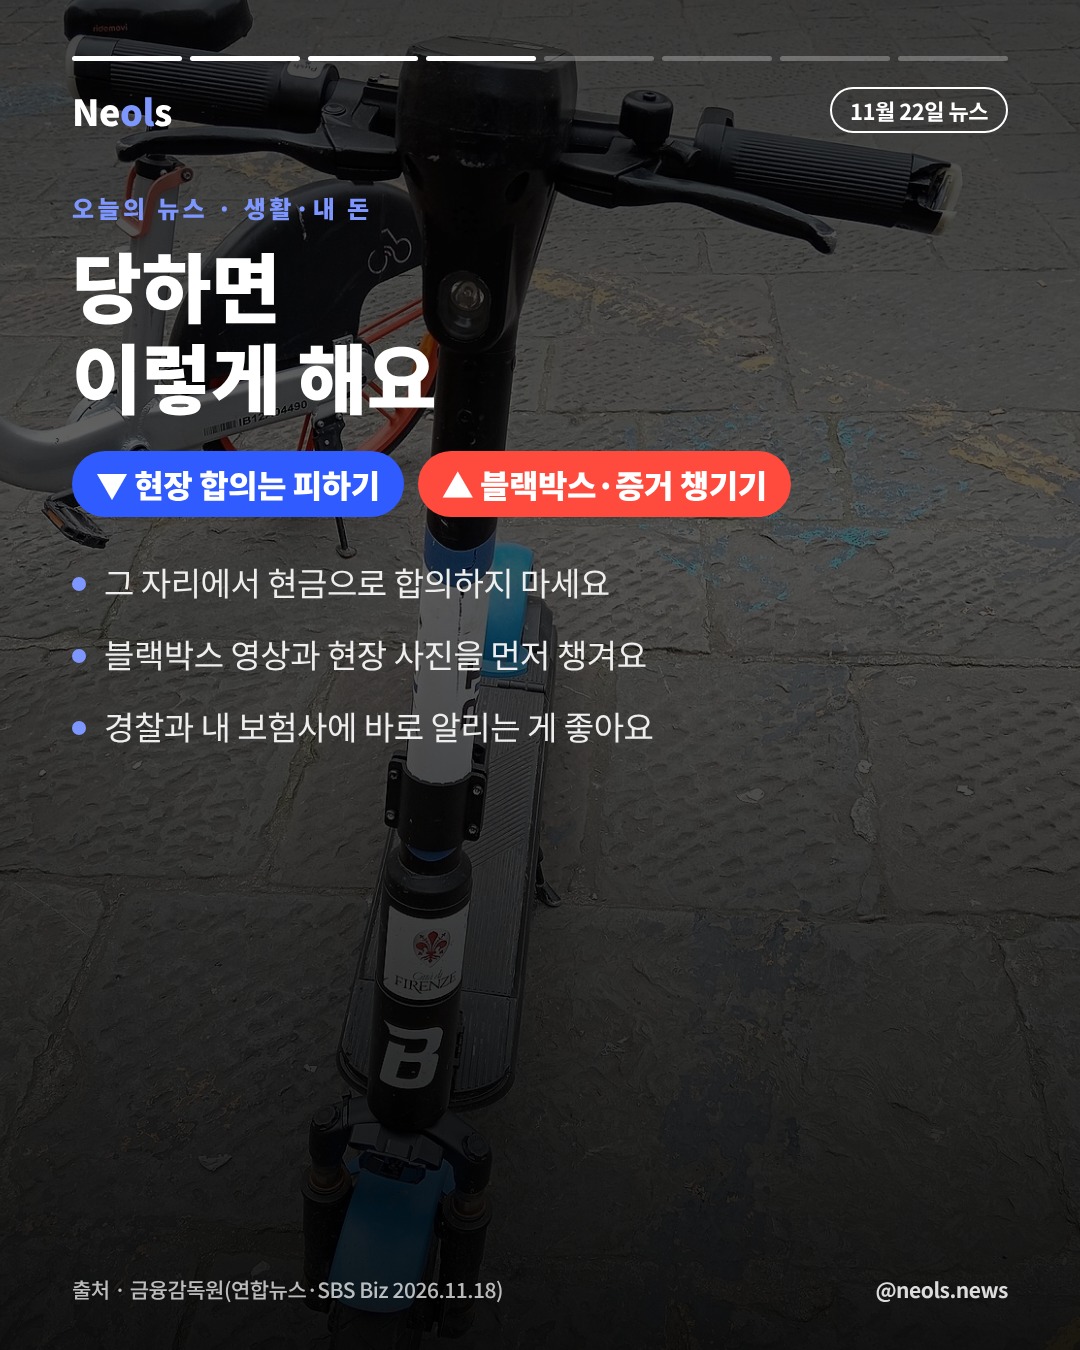 ridemovi
Neols
11월 22일 뉴스
오늘의 뉴스 · 생활·내 돈
당하면
이렇게 해요
IB12A04490
▼ 현장 합의는 피하기
▲ 블랙박스·증거 챙기기
그 자리에서 현금으로 합의하지 마세요
블랙박스 영상과 현장 사진을 먼저 챙겨요
경찰과 내 보험사에 바로 알리는 게 좋아요
FIRENZE
B
출처 · 금융감독원(연합뉴스·SBS Biz 2026.11.18)
@neols.news